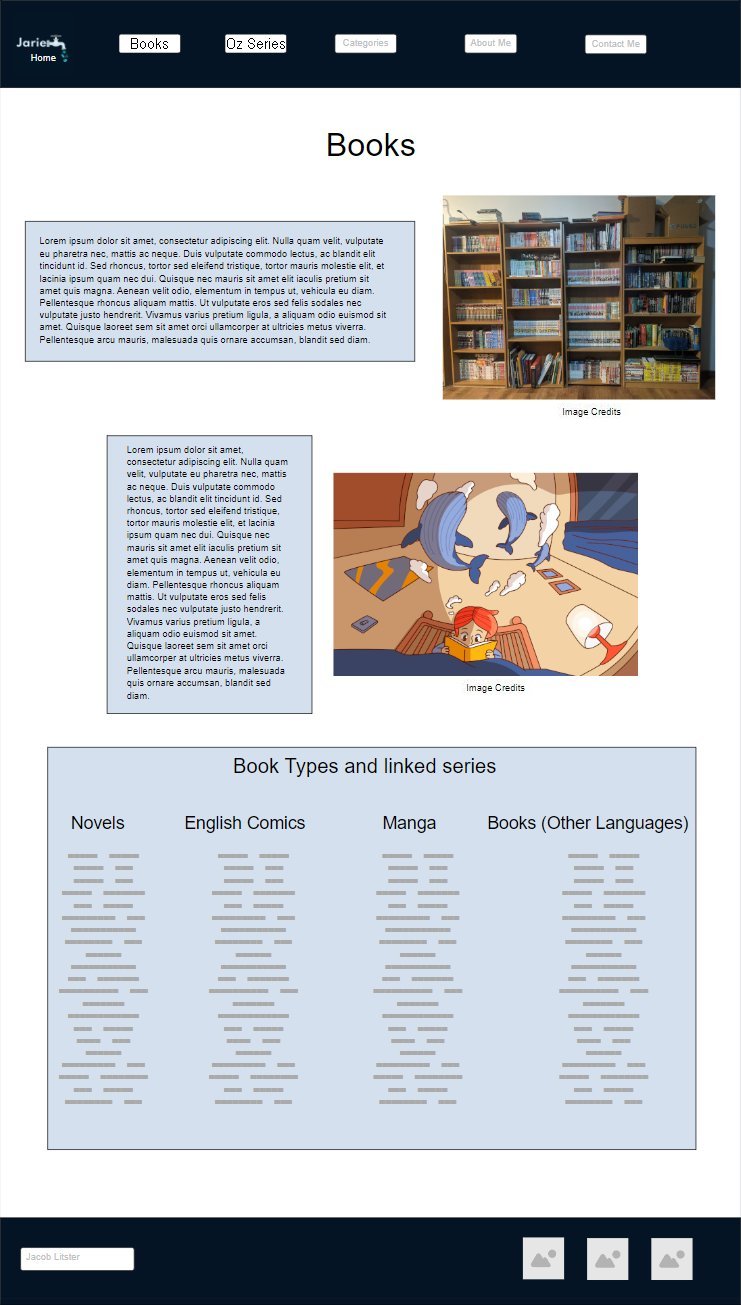 Jariel
Home
Books
Oz Series
Categories
About Me
Contact Me
Books
Lorem ipsum dolor sit amet, consectetur adipiscing elit. Nulla quam velit, vulputate
eu pharetra nec, mattis ac neque. Duis vulputate commodo lectus, ac blandit elit
tincidunt id. Sed rhoncus, tortor sed eleifend tristique, tortor mauris molestie elit, et
lacinia ipsum quam nec dui. Quisque nec mauris sit amet elit iaculis pretium sit
amet quis magna. Aenean velit odio, elementum in tempus ut, vehicula eu diam.
Pellentesque rhoncus aliquam mattis. Ut vulputate eros sed felis sodales nec
vulputate justo hendrerit. Vivamus varius pretium ligula, a aliquam odio euismod sit
amet. Quisque laoreet sem sit amet orci ullamcorper at ultricies metus viverra.
Pellentesque arcu mauris, malesuada quis ornare accumsan, blandit sed diam.
Image Credits
Lorem ipsum dolor sit amet,
consectetur adipiscing elit. Nulla quam
velit, vulputate eu pharetra nec, mattis
ac neque. Duis vulputate commodo
lectus, ac blandit elit tincidunt id. Sed
rhoncus, tortor sed eleifend tristique,
tortor mauris molestie elit, et lacinia
ipsum quam nec dui. Quisque nec
mauris sit amet elit iaculis pretium sit
amet quis magna. Aenean velit odio,
elementum in tempus ut, vehicula eu
diam. Pellentesque rhoncus aliquam
mattis. Ut vulputate eros sed felis
sodales nec vulputate justo hendrerit.
Vivamus varius pretium ligula, a
aliquam odio euismod sit amet.
Quisque laoreet sem sit amet orci
ullamcorper at ultricies metus viverra.
Pellentesque arcu mauris, malesuada
quis ornare accumsan, blandit sed
diam.
Image Credits
Book Types and linked series
Novels
English Comics
Manga
Books (Other Languages)
Jacob Litster